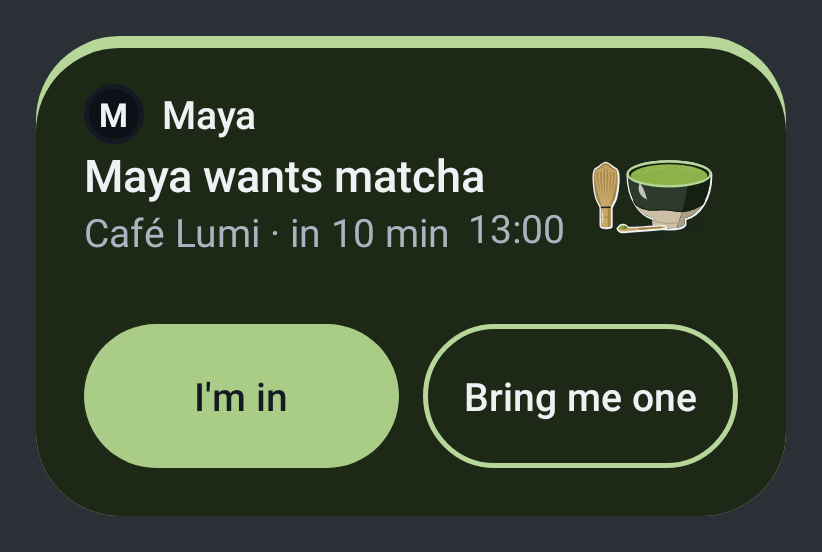 M Maya
Maya wants matcha
Café Lumi · in 10 min 13:00
I'm in
Bring me one